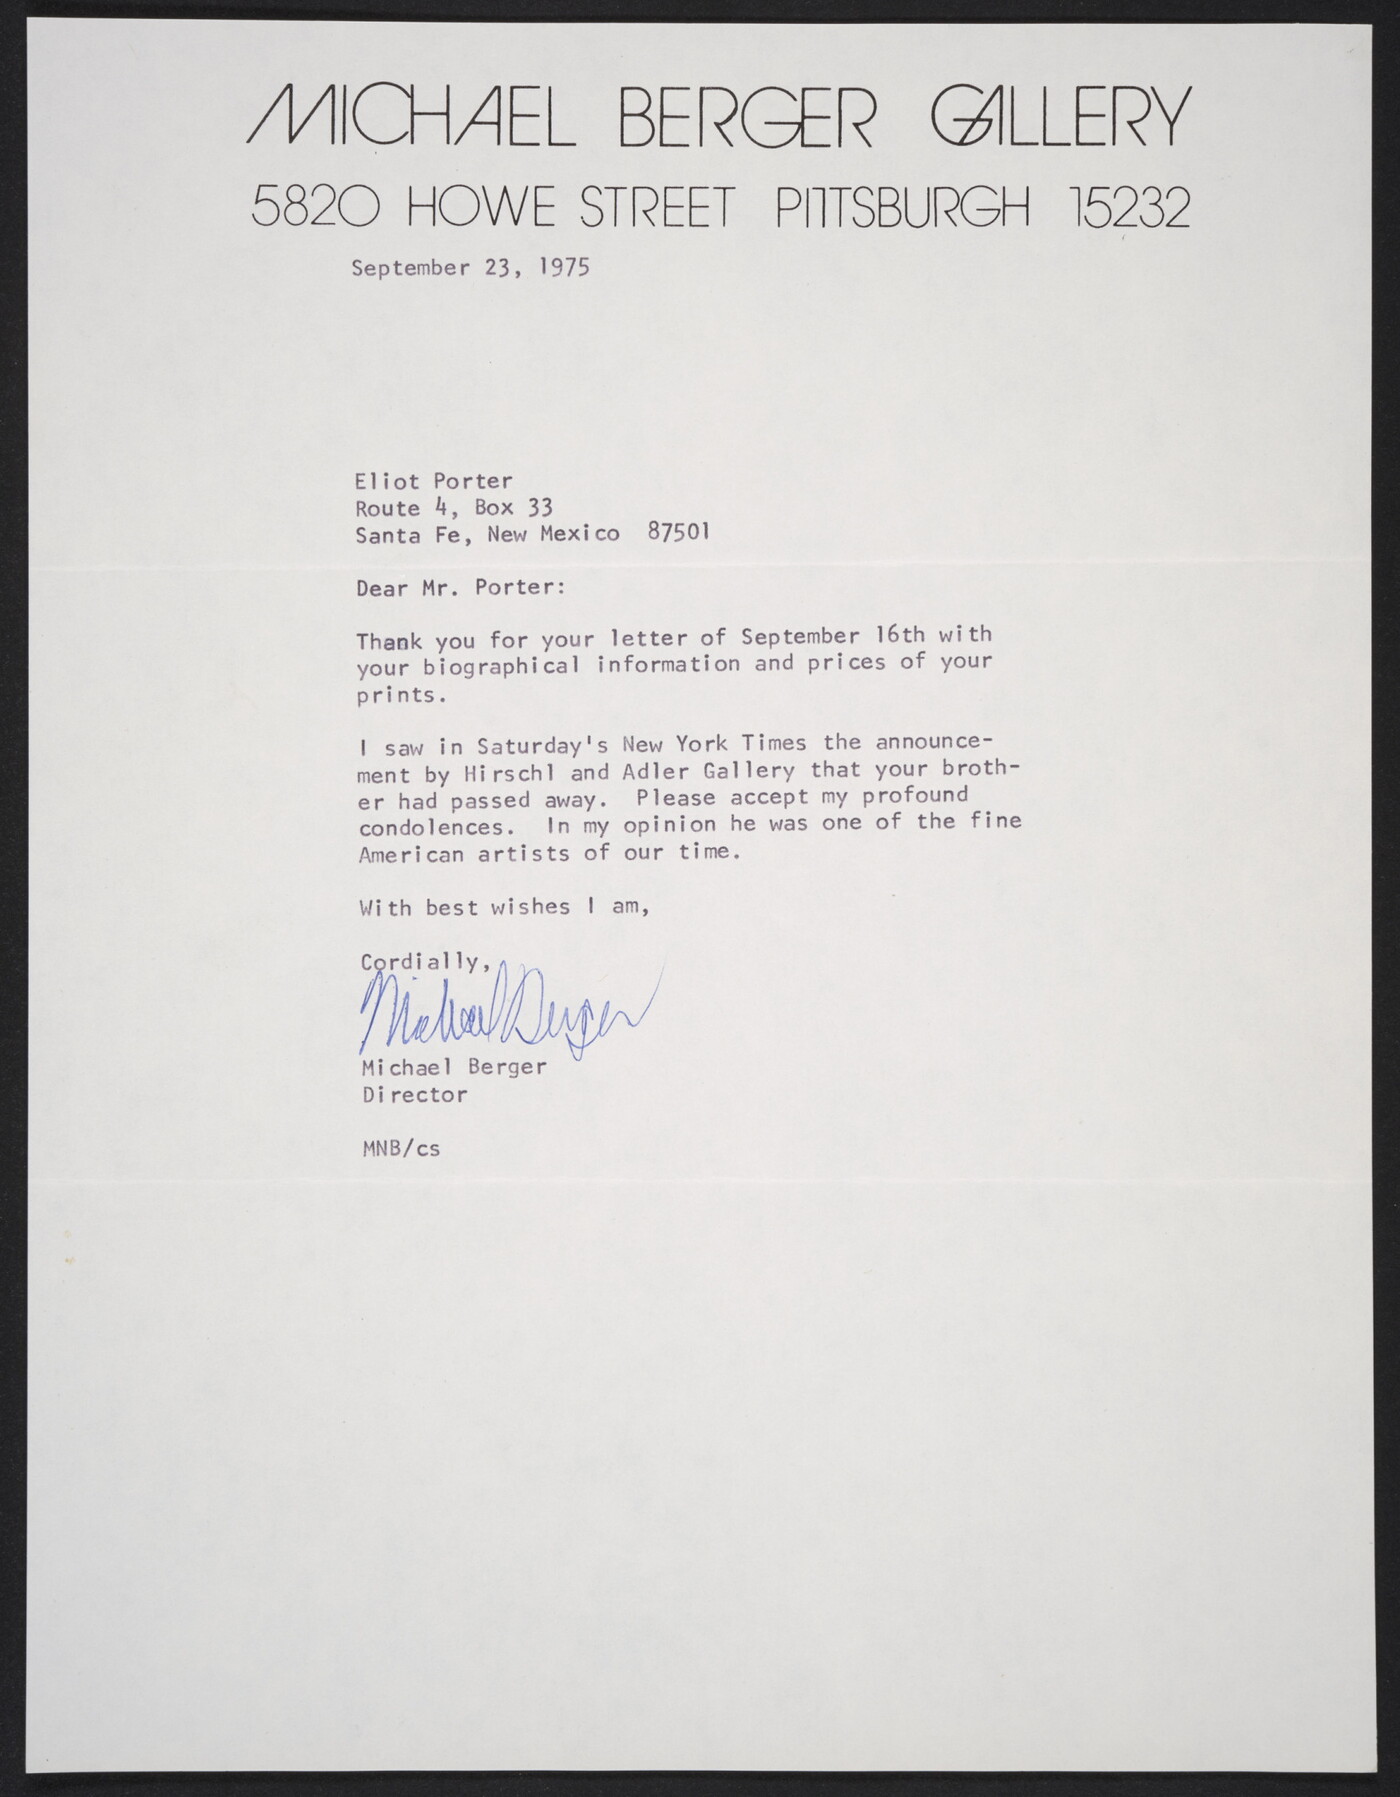 MICHAEL BERGER GALLERY
5820 HOWE STREET PITTSBURGH 15232
September 23, 1975
Eliot Porter
Route 4, Box 33
Santa Fe, New Mexico 87501
Dear Mr. Porter:
Thank you for your letter of September 16th with
your biographical information and prices of your
prints.
I saw in Saturday's New York Times the announce-
ment by Hirschl and Adler Gallery that your broth-
er had passed away. Please accept my profound
condolences. In my opinion he was one of the fine
American artists of our time.
With best wishes I am,
Cordially,
Michael Berger
Michael Berger
Director
MNB/cs